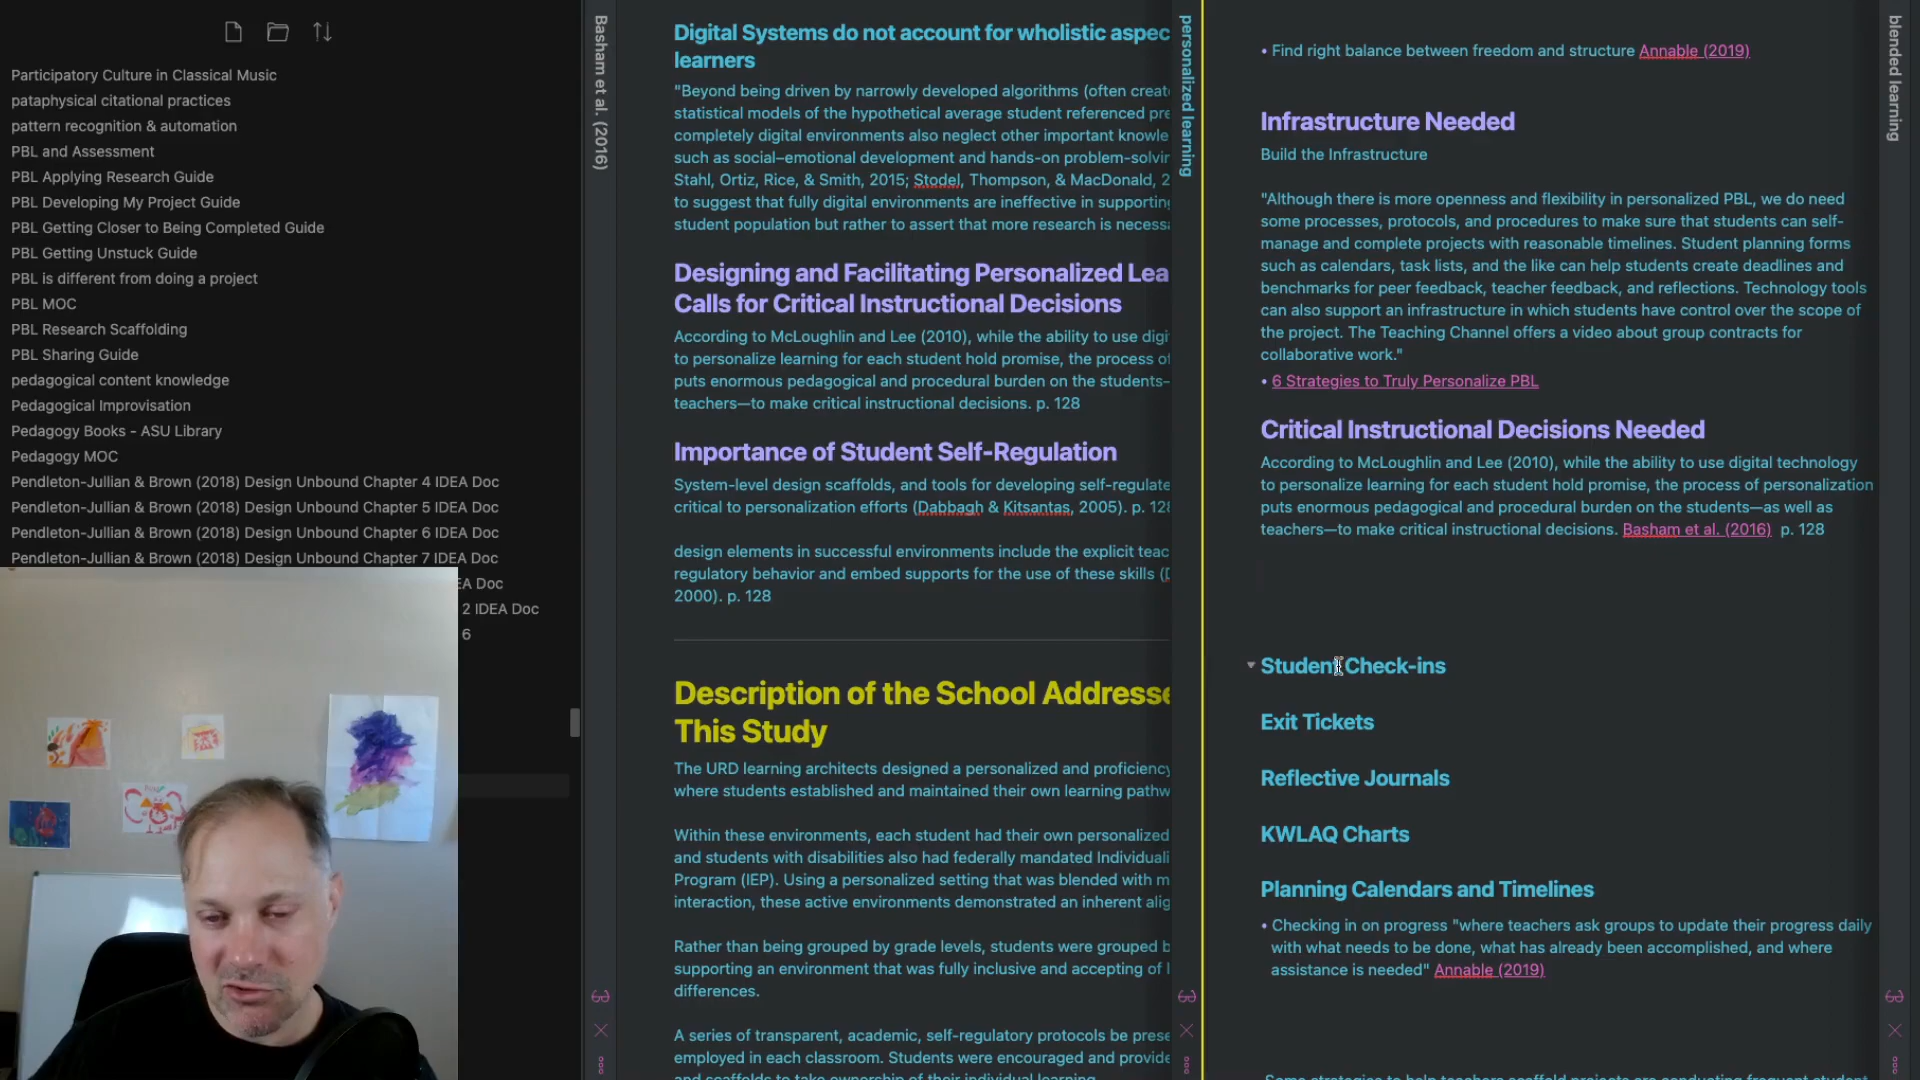 Participatory Culture in Classical Music
pataphysical citational practices
pattern recognition & automation
PBL and Assessment
PBL Applying Research Guide
PBL Developing My Project Guide
PBL Getting Closer to Being Completed Guide
PBL Getting Unstuck Guide
PBL is different from doing a project
PBL MOC
PBL Research Scaffolding
PBL Sharing Guide
pedagogical content knowledge
Pedagogical Improvisation
Pedagogy Books - ASU Library
Pedagogy MOC
Pendleton-Jullian & Brown (2018) Design Unbound Chapter 4 IDEA Doc
Pendleton-Jullian & Brown (2018) Design Unbound Chapter 5 IDEA Doc
Pendleton-Jullian & Brown (2018) Design Unbound Chapter 6 IDEA Doc
Pendleton-Jullian & Brown (2018) Design Unbound Chapter 7 IDEA Doc
EA Doc
2 IDEA Doc
6
Basham et al. (2016)
Digital Systems do not account for wholistic aspec
learners
"Beyond being driven by narrowly developed algorithms (often create
statistical models of the hypothetical average student referenced pre
completely digital environments also neglect other important knowle
such as social–emotional development and hands-on problem-solvin
Stahl, Ortiz, Rice, & Smith, 2015; Stodel, Thompson, & MacDonald, 2
to suggest that fully digital environments are ineffective in supporting
student population but rather to assert that more research is necessa
Designing and Facilitating Personalized Lea
Calls for Critical Instructional Decisions
According to McLoughlin and Lee (2010), while the ability to use digi
to personalize learning for each student hold promise, the process of
puts enormous pedagogical and procedural burden on the students—
teachers—to make critical instructional decisions. p. 128
Importance of Student Self-Regulation
System-level design scaffolds, and tools for developing self-regulate
critical to personalization efforts (Dabbagh & Kitsantas, 2005). p. 128
design elements in successful environments include the explicit teac
regulatory behavior and embed supports for the use of these skills (D
2000). p. 128
Description of the School Addresse
This Study
The URD learning architects designed a personalized and proficiency
where students established and maintained their own learning pathw
Within these environments, each student had their own personalized
and students with disabilities also had federally mandated Individuali
Program (IEP). Using a personalized setting that was blended with m
interaction, these active environments demonstrated an inherent alig
Rather than being grouped by grade levels, students were grouped b
supporting an environment that was fully inclusive and accepting of l
differences.
A series of transparent, academic, self-regulatory protocols be prese
employed in each classroom. Students were encouraged and provide
and scaffolds to take ownership of their individual learning.
personalized learning
• Find right balance between freedom and structure Annable (2019)
Infrastructure Needed
Build the Infrastructure
"Although there is more openness and flexibility in personalized PBL, we do need
some processes, protocols, and procedures to make sure that students can self-
manage and complete projects with reasonable timelines. Student planning forms
such as calendars, task lists, and the like can help students create deadlines and
benchmarks for peer feedback, teacher feedback, and reflections. Technology tools
can also support an infrastructure in which students have control over the scope of
the project. The Teaching Channel offers a video about group contracts for
collaborative work."
• 6 Strategies to Truly Personalize PBL
Critical Instructional Decisions Needed
According to McLoughlin and Lee (2010), while the ability to use digital technology
to personalize learning for each student hold promise, the process of personalization
puts enormous pedagogical and procedural burden on the students—as well as
teachers—to make critical instructional decisions. Basham et al. (2016) p. 128
Student Check-ins
Exit Tickets
Reflective Journals
KWLAQ Charts
Planning Calendars and Timelines
• Checking in on progress "where teachers ask groups to update their progress daily
with what needs to be done, what has already been accomplished, and where
assistance is needed" Annable (2019)
Some strategies to help teachers scaffold projects are conducting frequent student
blended learning